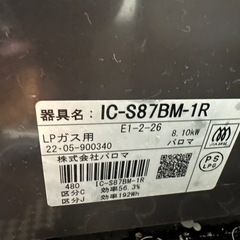 器具名: IC-S87BM-1R
E1-2-26
LPガス用 8.10kW
22-05-900340 パロマ
株式会社パロマ
480 IC-S87BM-1R
区分C 効率56.3%
区分J 効率192Wh
PS
LPG